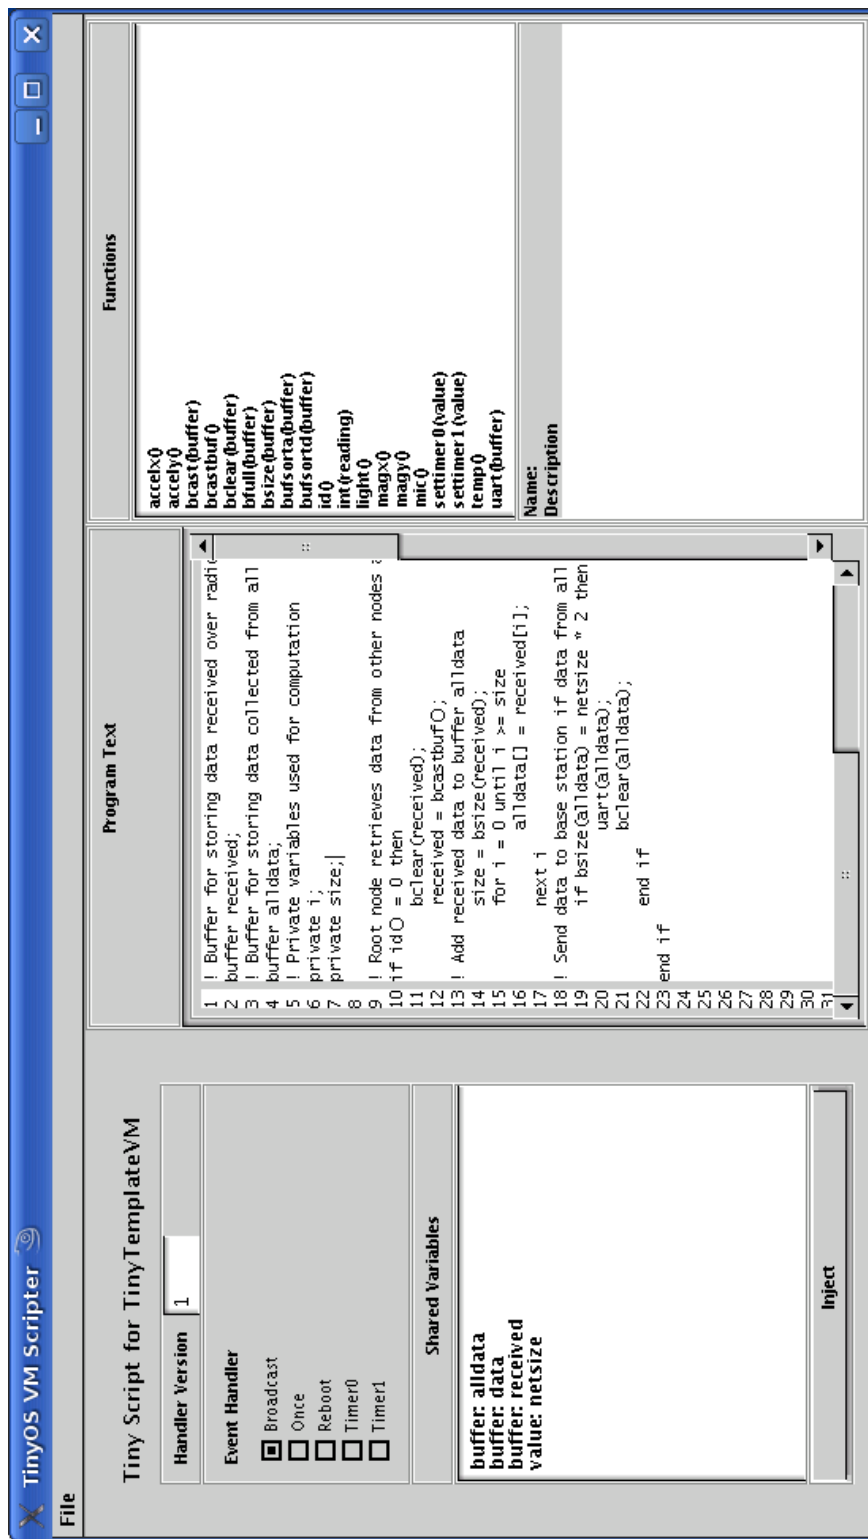 TinyOS VM Scripter
File
Tiny Script for TinyTemplateVM
Handler Version 1
Event Handler
Broadcast
Once
Reboot
Timer0
Timer1
Shared Variables
buffer: alldata
buffer: data
buffer: received
value: netsize
Inject
Program Text
1 ! Buffer for storing data received over radio
2 buffer received;
3 ! Buffer for storing data collected from all
4 buffer alldata;
5 ! Private variables used for computation
6 private i;
7 private size;
8
9 ! Root node retrieves data from other nodes
10 if id() = 0 then
11 bclear(received);
12 received = bcastbuf();
13 ! Add received data to buffer alldata
14 size = bsize(received);
15 for i = 0 until i >= size
16 alldata[] = received[i];
17 next i
18 ! Send data to base station if data from all
19 if bsize(alldata) = netsize * 2 then
20 uart(alldata);
21 bclear(alldata);
22 end if
23 end if
24
25
26
27
28
29
30
31
Functions
accelx()
accely()
bcast(buffer)
bcastbuf()
bclear(buffer)
bfull(buffer)
bsize(buffer)
bufsorta(buffer)
bufsortd(buffer)
id()
int(reading)
light()
magx()
magy()
mic()
settimer0(value)
settimer1(value)
temp()
uart(buffer)
Name:
Description